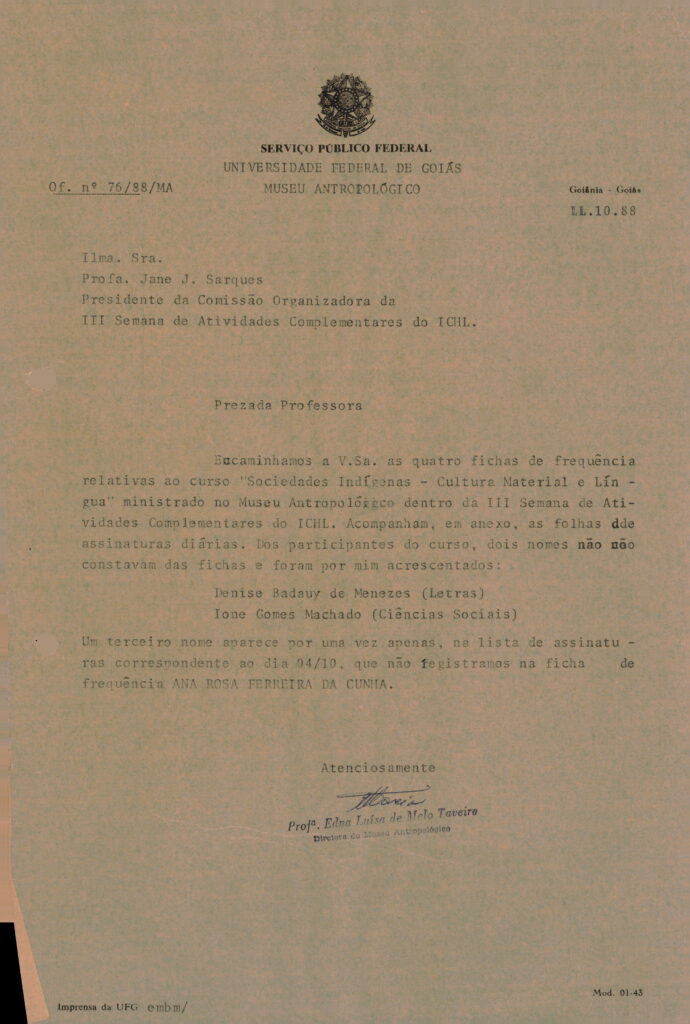 SERVIÇO PÚBLICO FEDERAL
UNIVERSIDADE FEDERAL DE GOIÁS
Of. nº 76/88/MA
MUSEU ANTROPOLÓGICO
Goiânia - Goiás
LL.10.88
Ilma. Sra.
Profa. Jane J. Sarques
Presidente da Comissão Organizadora da
III Semana de Atividades Complementares do ICHL.
Prezada Professora
Encaminhamos a V.Sa. as quatro fichas de frequência
relativas ao curso "Sociedades Indígenas - Cultura Material e Lín -
gua" ministrado no Museu Antropológico dentro da III Semana de Ati-
vidades Complementares do ICHL. Acompanham, em anexo, as folhas dde
assinaturas diárias. Dos participantes do curso, dois nomes não não
constavam das fichas e foram por mim acrescentados:
Denise Badauy de Menezes (Letras)
Ione Gomes Machado (Ciências Sociais)
Um terceiro nome aparece por uma vez apenas, na lista de assinatu -
ras correspondente ao dia 04/10, que não registramos na ficha de
frequência ANA ROSA FERREIRA DA CUNHA.
Atenciosamente
Profª. Edna Luísa de Melo Taveira
Diretora do Museu Antropológico
Mod. 01-43
Imprensa da UFG embm/